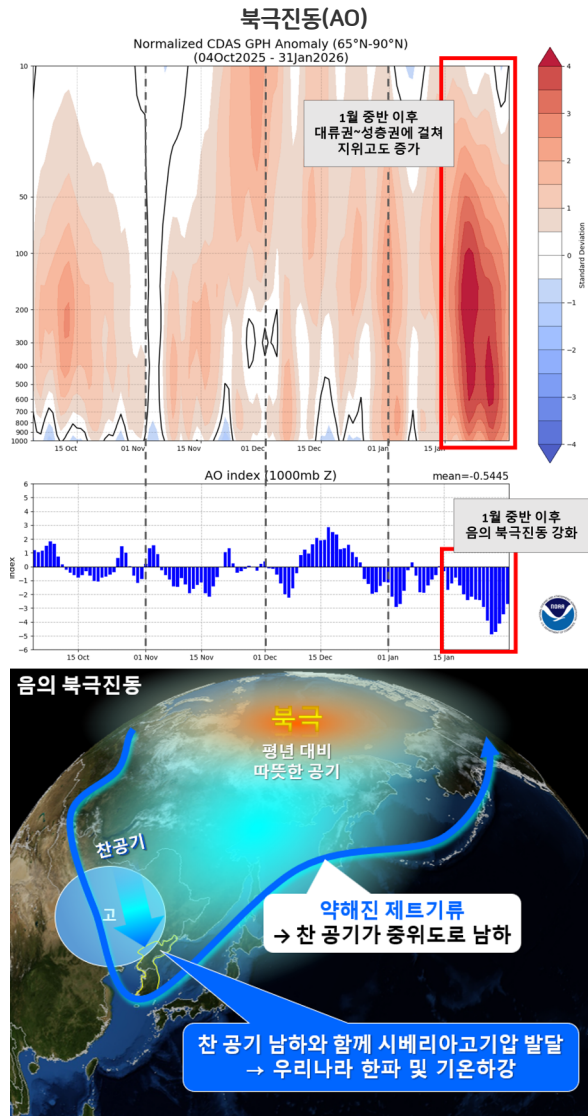 북극진동(AO)
Normalized CDAS GPH Anomaly (65°N-90°N)
(04Oct2025 - 31Jan2026)
10
50
100
200
300
400
500
600
700
800
900
1000
15 Oct
01 Nov
15 Nov
01 Dec
15 Dec
01 Jan
15 Jan
1월 중반 이후
대류권~성층권에 걸쳐
지위고도 증가
4
3
2
1
0
−1
−2
−3
−4
Standard Deviation
AO index (1000mb Z)
mean=-0.5445
6
5
4
3
2
1
0
−1
−2
−3
−4
−5
−6
index
15 Oct
01 Nov
15 Nov
01 Dec
15 Dec
01 Jan
15 Jan
1월 중반 이후
음의 북극진동 강화
NOAA
음의 북극진동
북극
평년 대비
따뜻한 공기
찬공기
고
약해진 제트기류
→ 찬 공기가 중위도로 남하
찬 공기 남하와 함께 시베리아고기압 발달
→ 우리나라 한파 및 기온하강